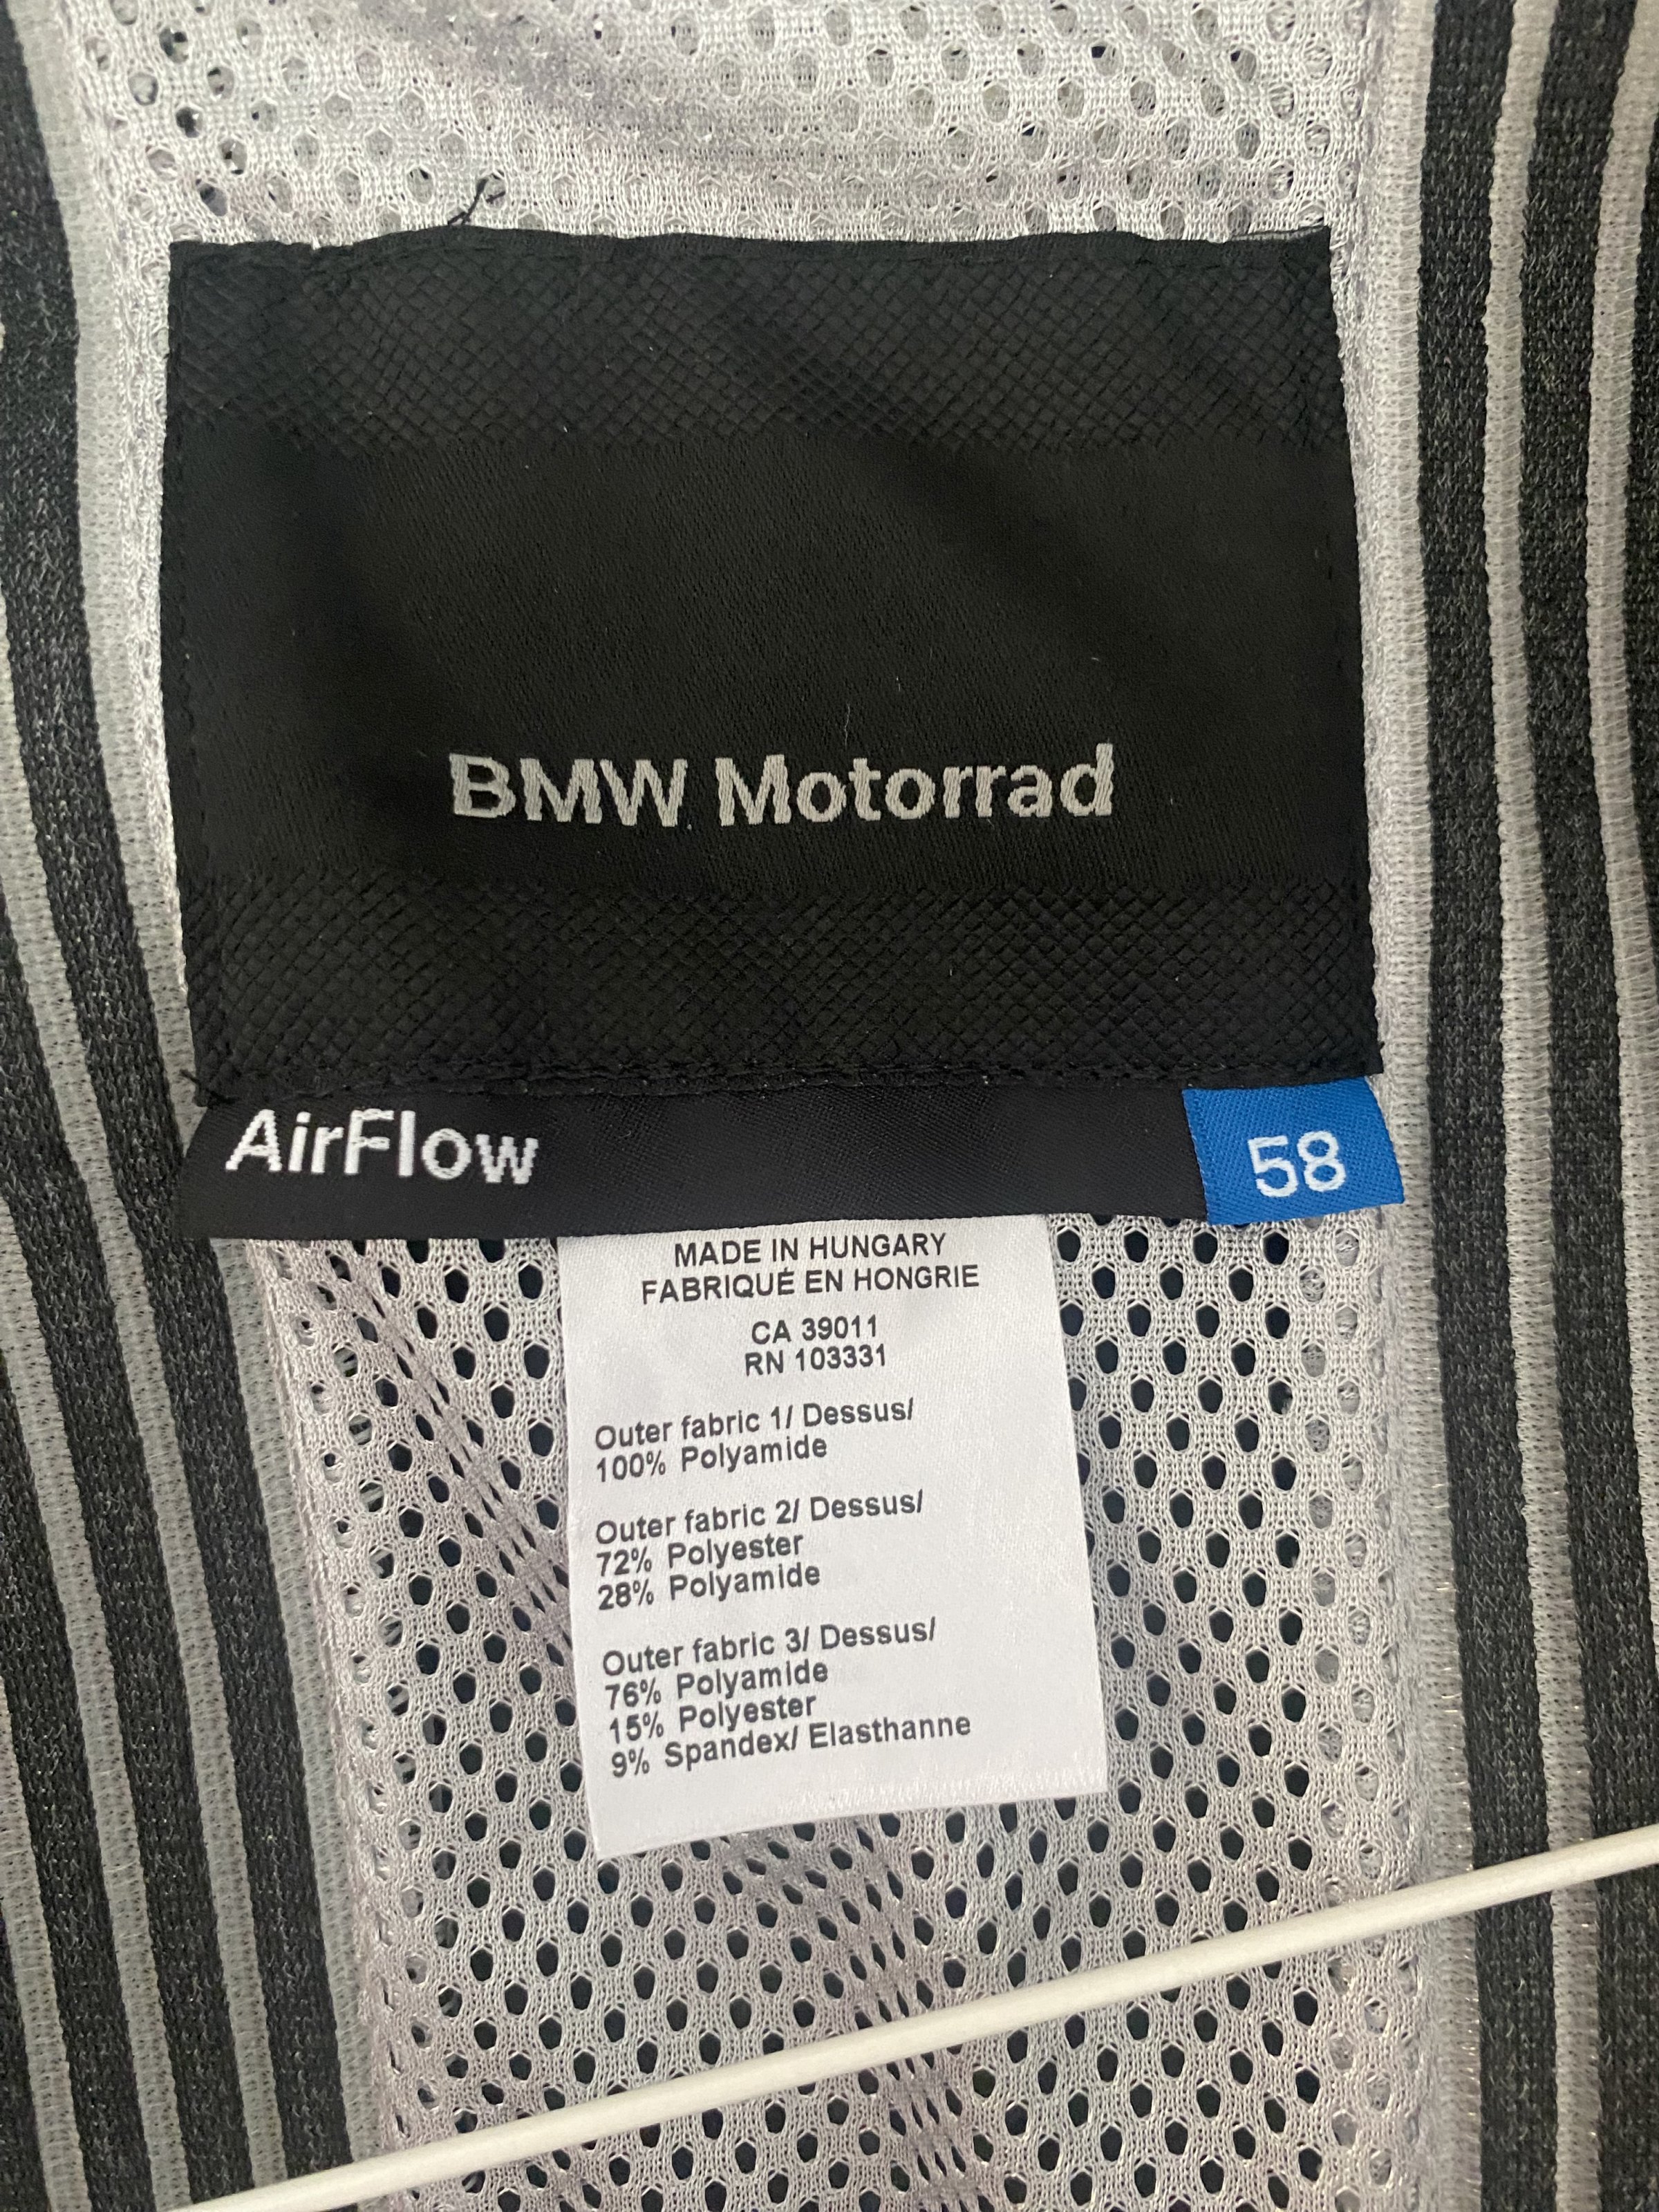 BMW Motorrad
AirFlow
58
MADE IN HUNGARY
FABRIQUÉ EN HONGRIE
CA 39011
RN 103331
Outer fabric 1/ Dessus/
100% Polyamide
Outer fabric 2/ Dessus/
72% Polyester
28% Polyamide
Outer fabric 3/ Dessus/
76% Polyamide
15% Polyester
9% Spandex/ Elasthanne